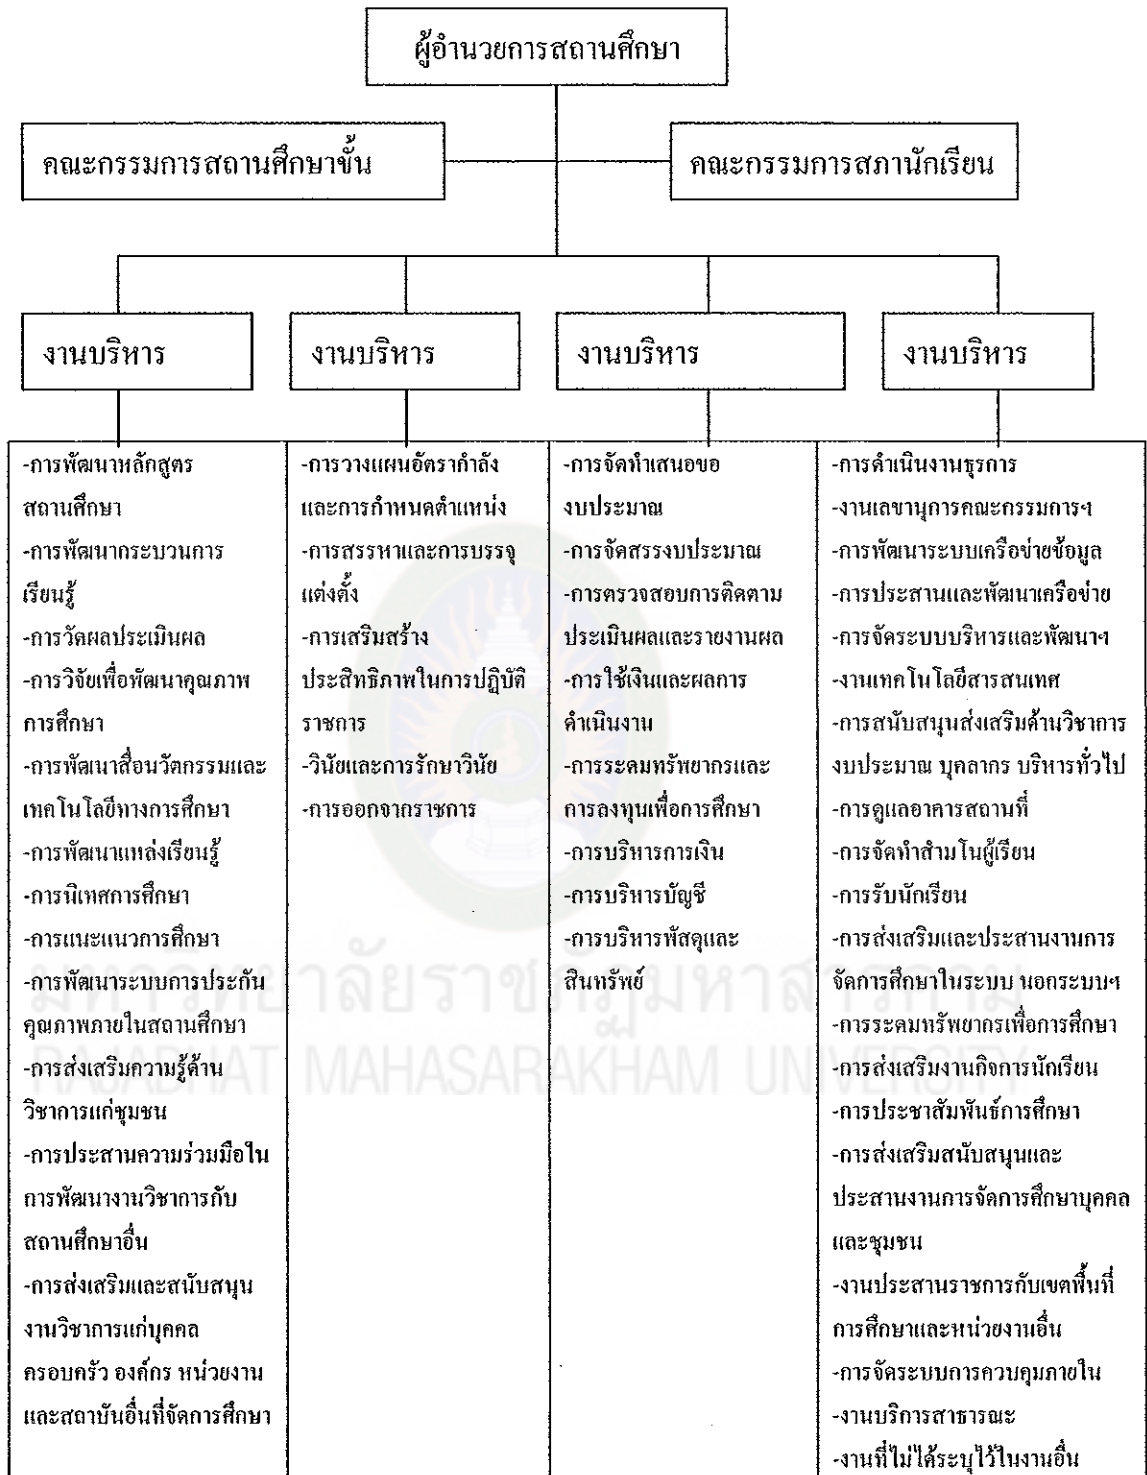 ผู้อำนวยการสถานศึกษา
คณะกรรมการสถานศึกษาขั้น
คณะกรรมการสภานักเรียน
งานบริหาร
งานบริหาร
งานบริหาร
งานบริหาร
-การพัฒนาหลักสูตร
สถานศึกษา
-การพัฒนากระบวนการ
เรียนรู้
-การวัดผลประเมินผล
-การวิจัยเพื่อพัฒนาคุณภาพ
การศึกษา
-การพัฒนาสื่อนวัตกรรมและ
เทคโนโลยีทางการศึกษา
-การพัฒนาแหล่งเรียนรู้
-การนิเทศการศึกษา
-การแนะแนวการศึกษา
-การพัฒนาระบบการประกัน
คุณภาพภายในสถานศึกษา
-การส่งเสริมความรู้ด้าน
วิชาการแก่ชุมชน
-การประสานความร่วมมือใน
การพัฒนางานวิชาการกับ
สถานศึกษาอื่น
-การส่งเสริมและสนับสนุน
งานวิชาการแก่บุคคล
ครอบครัว องค์กร หน่วยงาน
และสถาบันอื่นที่จัดการศึกษา
-การวางแผนอัตรากำลัง
และการกำหนดตำแหน่ง
-การสรรหาและการบรรจุ
แต่งตั้ง
-การเสริมสร้าง
ประสิทธิภาพในการปฏิบัติ
ราชการ
-วินัยและการรักษาวินัย
-การออกจากราชการ
-การจัดทำเสนอขอ
งบประมาณ
-การจัดสรรงบประมาณ
-การตรวจสอบการติดตาม
ประเมินผลและรายงานผล
-การใช้เงินและผลการ
ดำเนินงาน
-การระดมทรัพยากรและ
การลงทุนเพื่อการศึกษา
-การบริหารการเงิน
-การบริหารบัญชี
-การบริหารพัสดุและ
สินทรัพย์
-การดำเนินงานธุรการ
-งานเลขานุการคณะกรรมการฯ
-การพัฒนาระบบเครือข่ายข้อมูล
-การประสานและพัฒนาเครือข่าย
-การจัดระบบบริหารและพัฒนาฯ
-งานเทคโนโลยีสารสนเทศ
-การสนับสนุนส่งเสริมด้านวิชาการ
งบประมาณ บุคลากร บริหารทั่วไป
-การดูแลอาคารสถานที่
-การจัดทำสำมโนผู้เรียน
-การรับนักเรียน
-การส่งเสริมและประสานงานการ
จัดการศึกษาในระบบ นอกระบบฯ
-การระดมทรัพยากรเพื่อการศึกษา
-การส่งเสริมงานกิจการนักเรียน
-การประชาสัมพันธ์การศึกษา
-การส่งเสริมสนับสนุนและ
ประสานงานการจัดการศึกษาบุคคล
และชุมชน
-งานประสานราชการกับเขตพื้นที่
การศึกษาและหน่วยงานอื่น
-การจัดระบบการควบคุมภายใน
-งานบริการสาธารณะ
-งานที่ไม่ได้ระบุไว้ในงานอื่น
มหาวิทยาลัยราชภัฏมหาสารคาม
RAJABHAT MAHASARAKHAM UNIVERSITY